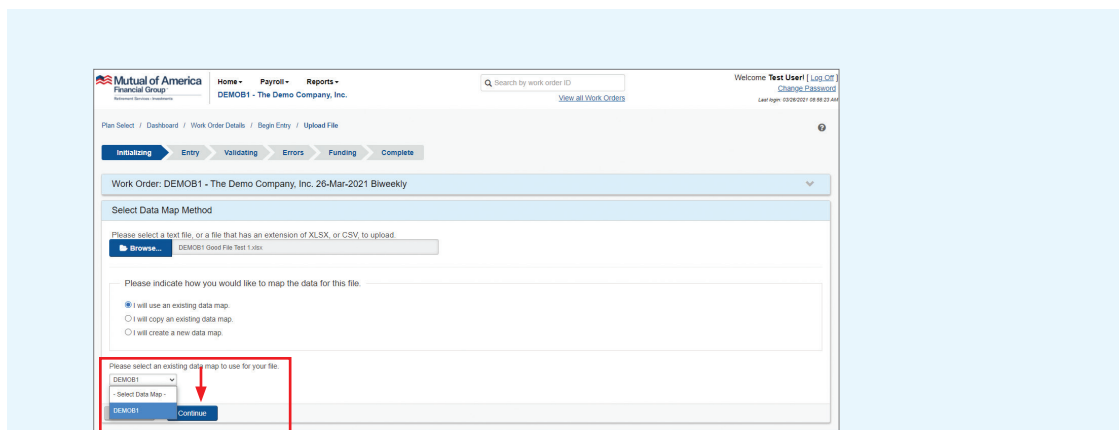 Mutual of America
Financial Group
Retirement Services • Investments
Home Payroll Reports
DEMOB1 - The Demo Company, Inc.
Search by work order ID
View all Work Orders
Welcome Test User! [ Log Off ]
Change Password
Last login: 03/26/2021 08:56:23 AM
Plan Select / Dashboard / Work Order Details / Begin Entry / Upload File
Initializing Entry Validating Errors Funding Complete
Work Order: DEMOB1 - The Demo Company, Inc. 26-Mar-2021 Biweekly
Select Data Map Method
Please select a text file, or a file that has an extension of XLSX, or CSV, to upload.
Browse... DEMOB1 Good File Test 1.xlsx
Please indicate how you would like to map the data for this file.
I will use an existing data map.
I will copy an existing data map.
I will create a new data map.
Please select an existing data map to use for your file.
DEMOB1
- Select Data Map -
DEMOB1
Continue